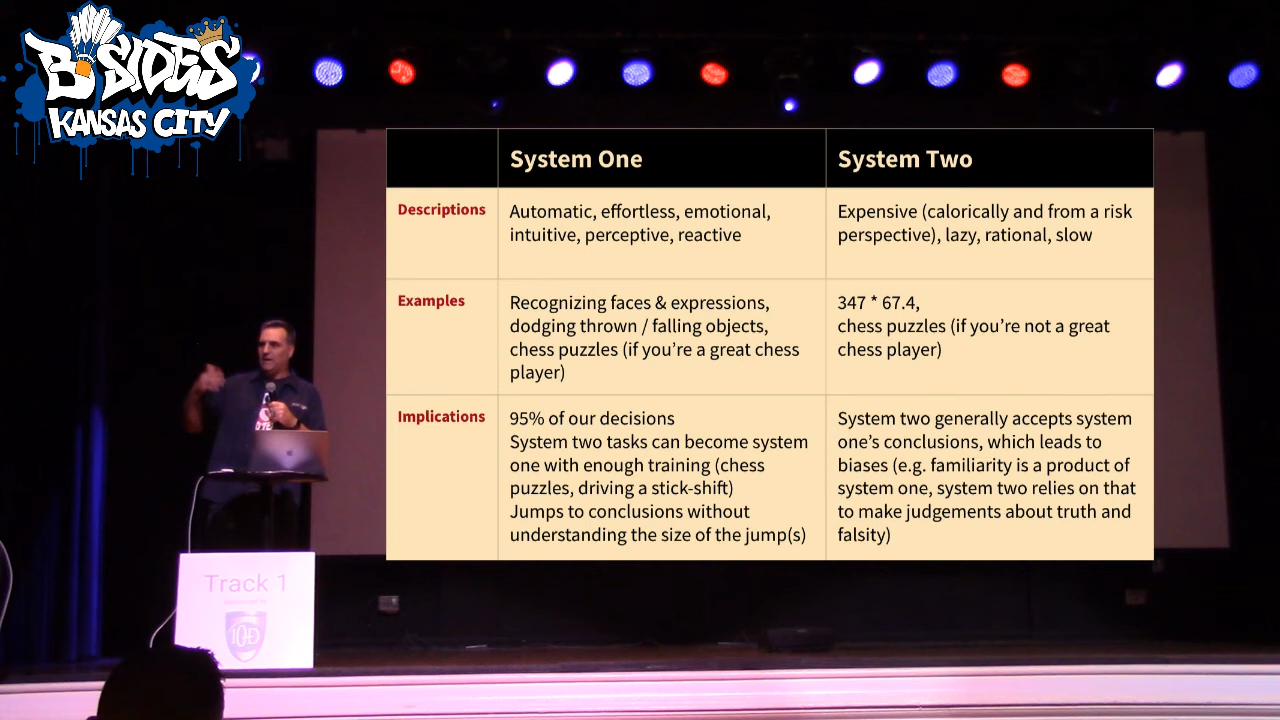 B-SIDES
KANSAS CITY
System One
System Two
Descriptions
Automatic, effortless, emotional,
intuitive, perceptive, reactive
Expensive (calorically and from a risk
perspective), lazy, rational, slow
Examples
Recognizing faces & expressions,
dodging thrown / falling objects,
chess puzzles (if you’re a great chess
player)
347 * 67.4,
chess puzzles (if you’re not a great
chess player)
Implications
95% of our decisions
System two tasks can become system
one with enough training (chess
puzzles, driving a stick-shift)
Jumps to conclusions without
understanding the size of the jump(s)
System two generally accepts system
one’s conclusions, which leads to
biases (e.g. familiarity is a product of
system one, system two relies on that
to make judgements about truth and
falsity)
Track 1